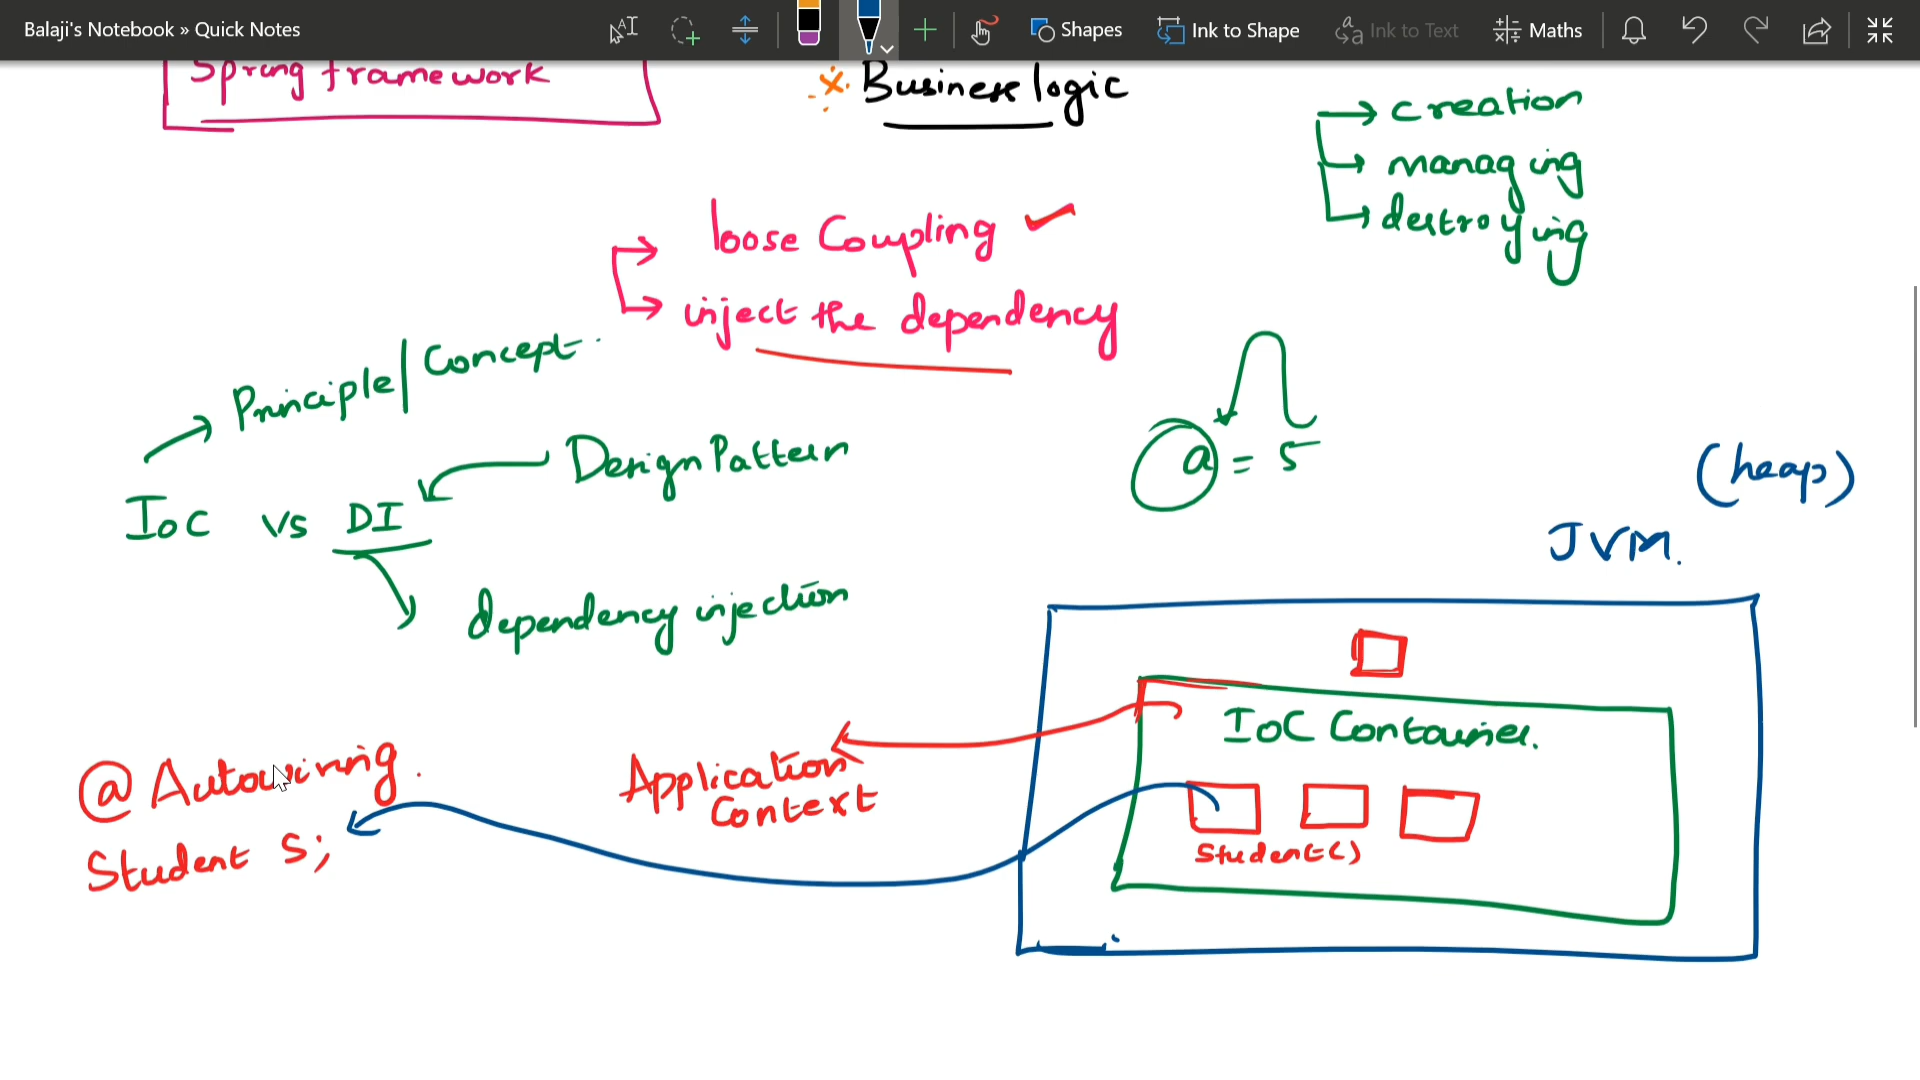 Balaji's Notebook » Quick Notes
Shapes
Ink to Shape
Ink to Text
Maths
Spring framework
Business logic
creation
managing
destroying
loose Coupling
inject the dependency
Principle/Concept
Design Pattern
IoC vs DI
a = 5
(heap)
JVM.
dependency injection
IoC Container.
@Autowiring.
Application
Context
Student s;
Student()